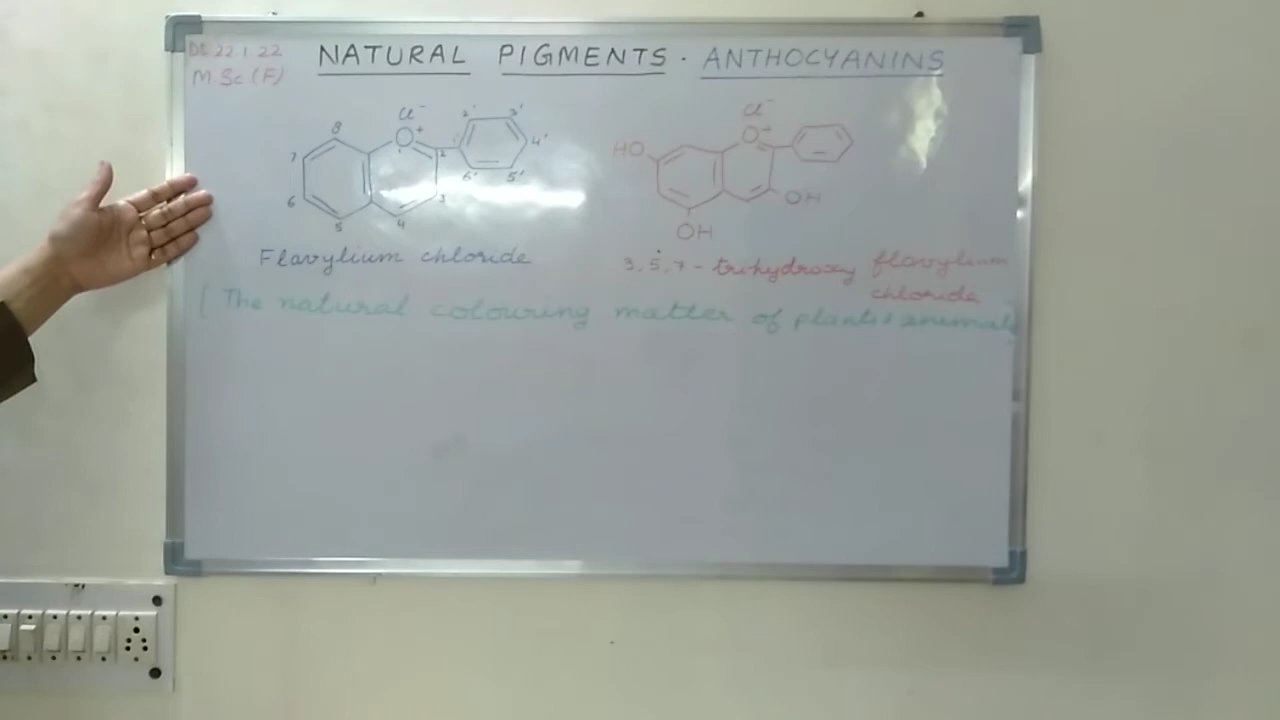 Dt 22.1.22
M.Sc (F)
NATURAL PIGMENTS · ANTHOCYANINS
Cl⁻
O⁺
1
2
3
4
5
6
7
8
1'
2'
3'
4'
5'
6'
Flavylium chloride
Cl⁻
O⁺
HO
OH
OH
3, 5, 7 - trihydroxy flavylium
chloride
[ The natural colouring matter of plants & animals